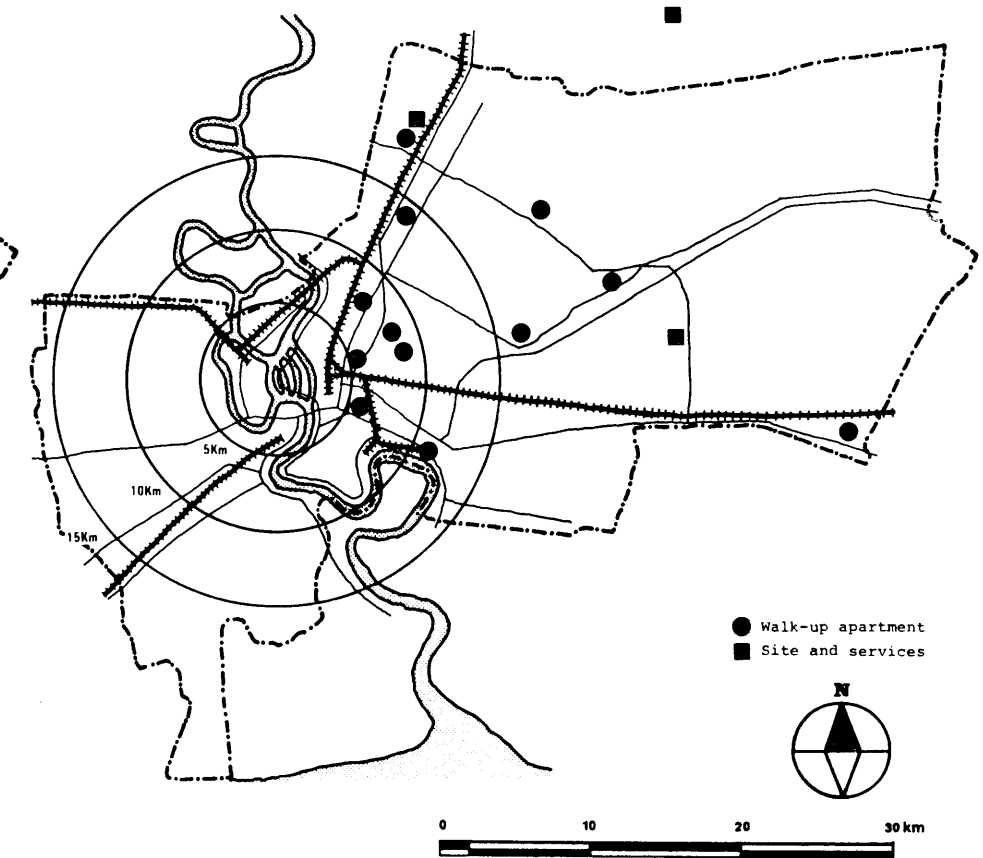 5Km
10Km
15Km
Walk-up apartment
Site and services
N
0 10 20 30 km